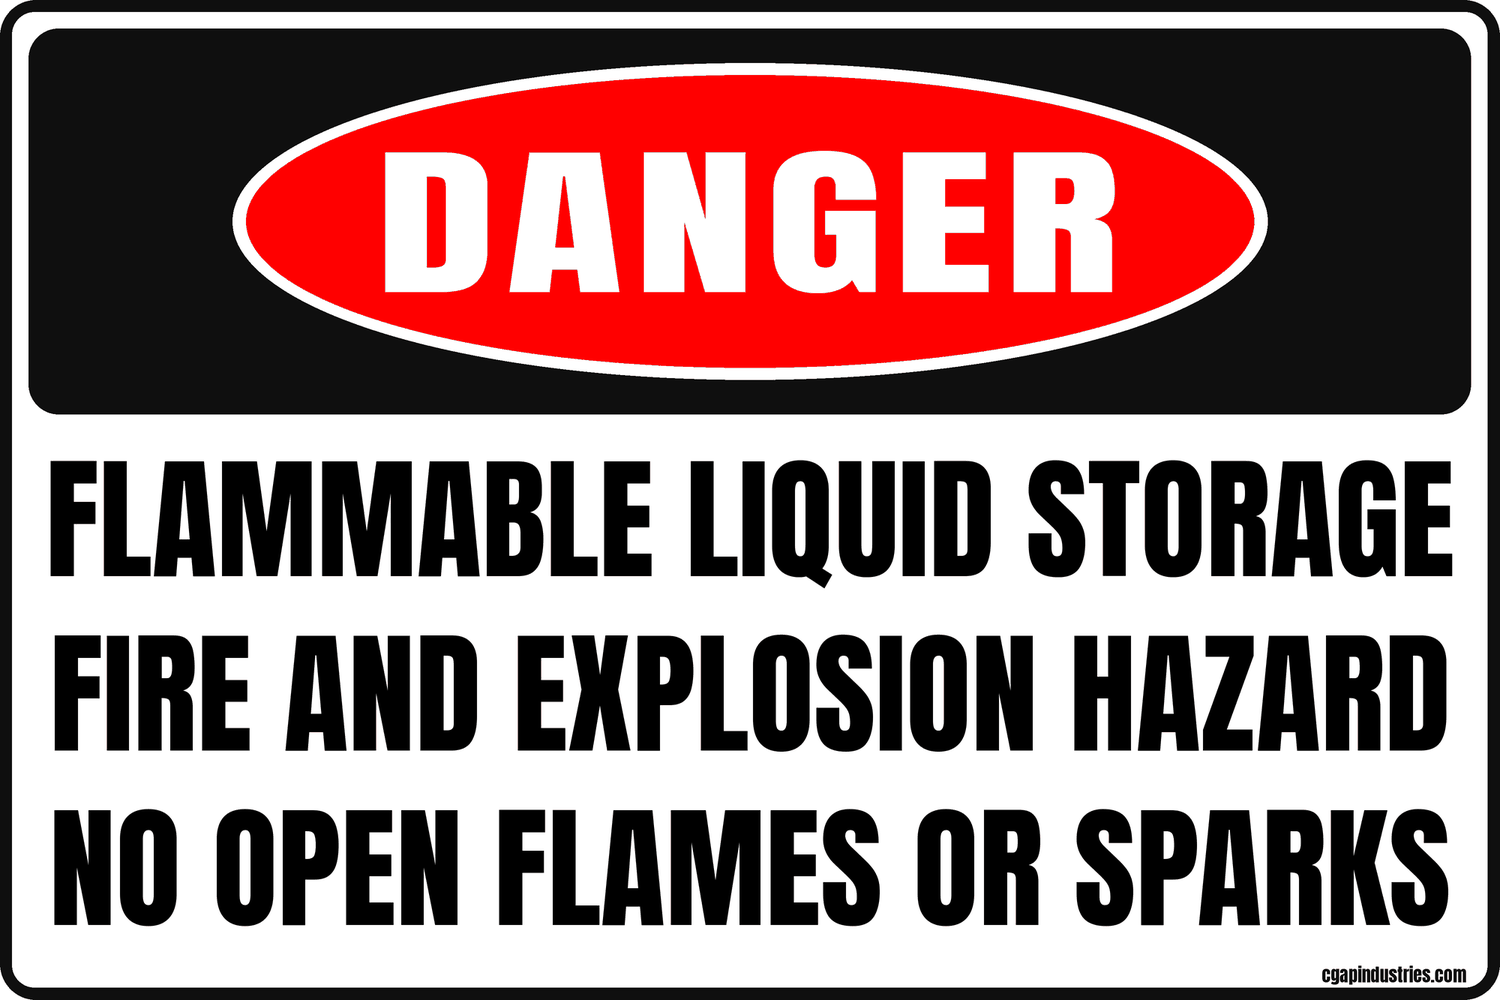 DANGER
FLAMMABLE LIQUID STORAGE
FIRE AND EXPLOSION HAZARD
NO OPEN FLAMES OR SPARKS
cgapindustries.com